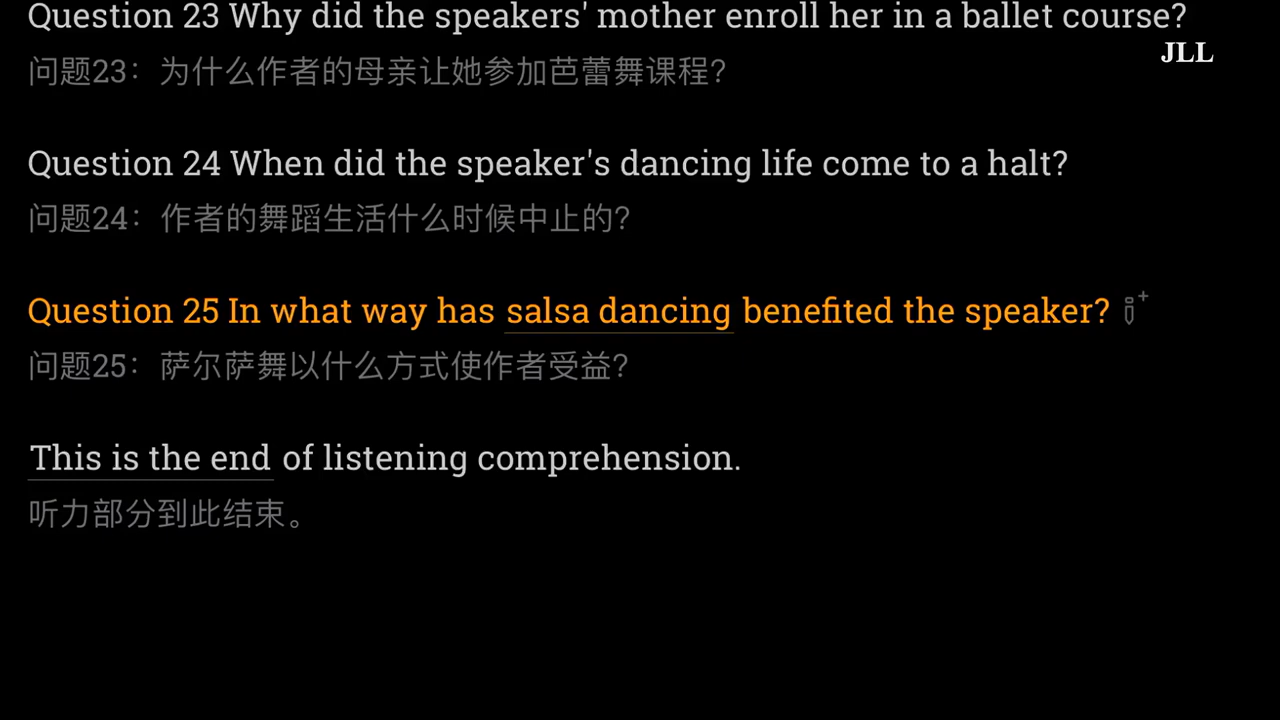 Question 23 Why did the speakers' mother enroll her in a ballet course?
JLL
问题23：为什么作者的母亲让她参加芭蕾舞课程？
Question 24 When did the speaker's dancing life come to a halt?
问题24：作者的舞蹈生活什么时候中止的？
Question 25 In what way has salsa dancing benefited the speaker?
问题25：萨尔萨舞以什么方式使作者受益？
This is the end of listening comprehension.
听力部分到此结束。